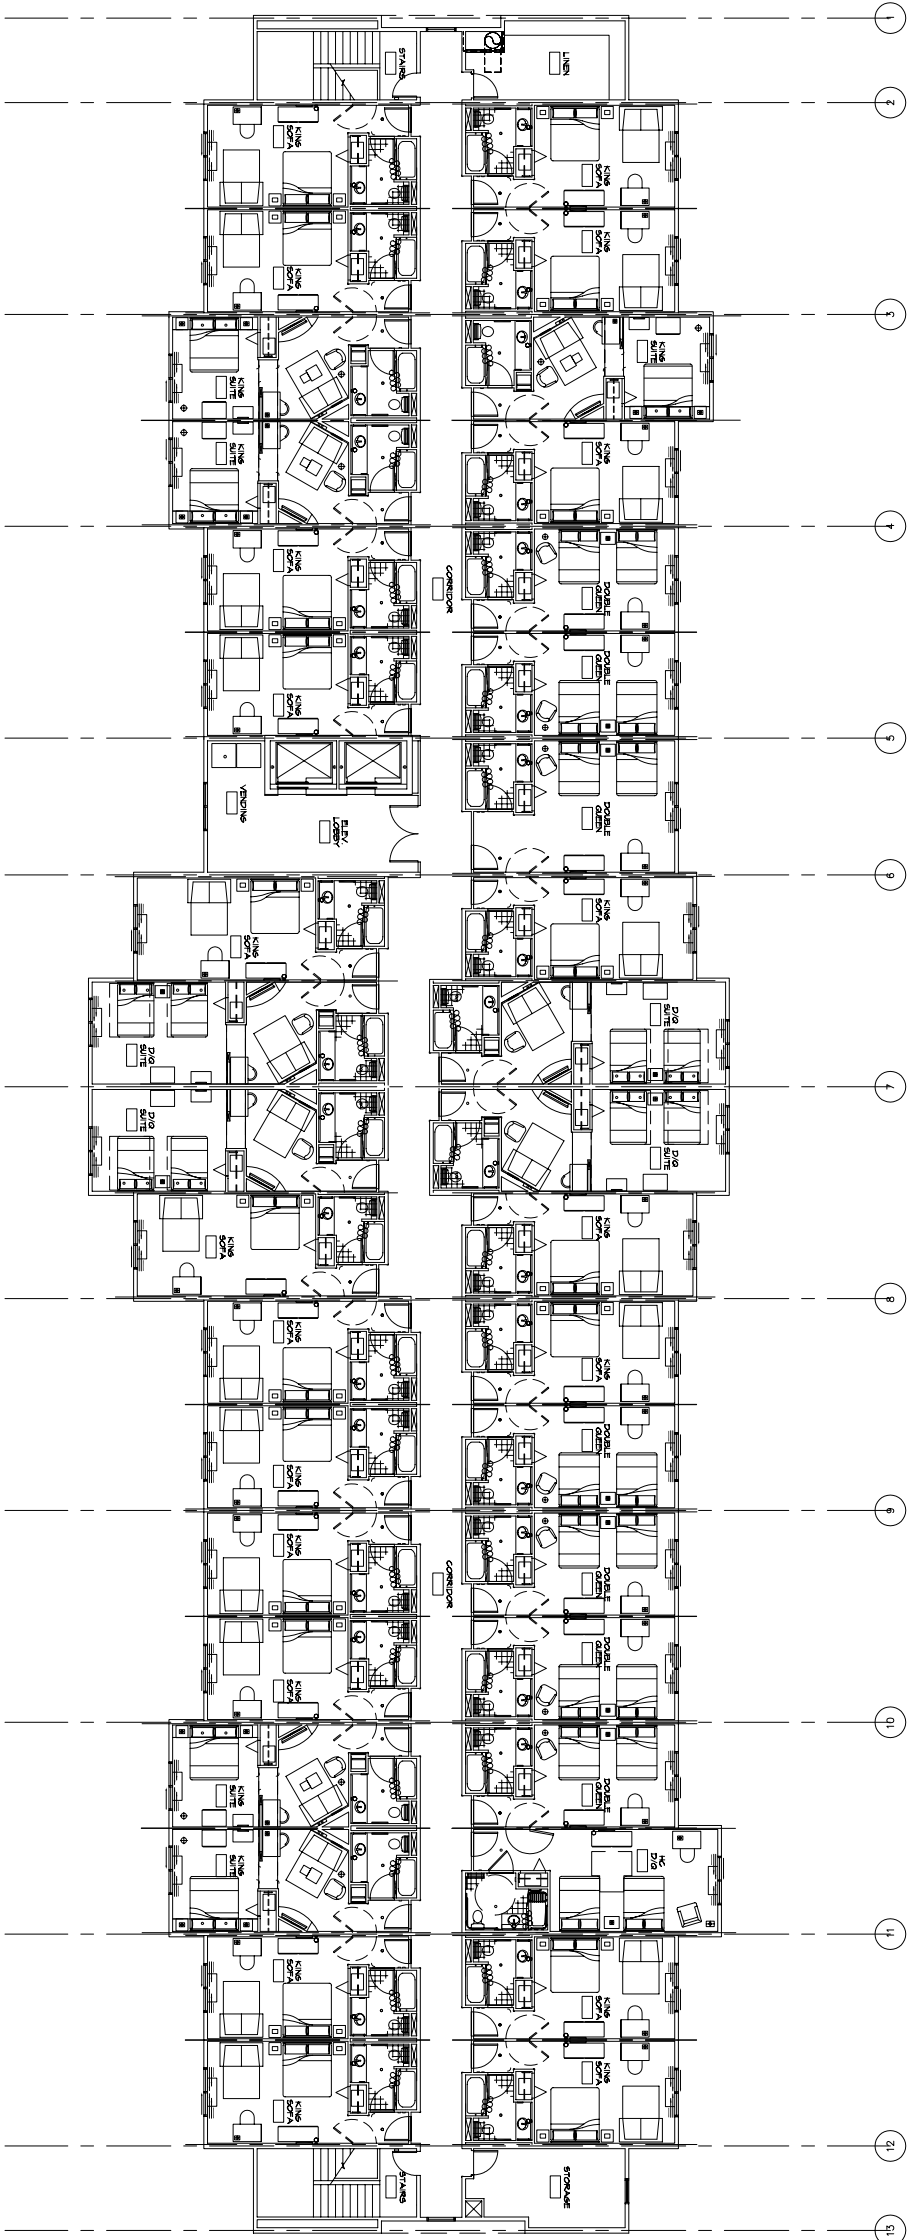 1
STAIRS
LINEN
2
KING
SOFA
KING
SOFA
KING
SOFA
KING
SOFA
3
KING
SUITE
KING
SUITE
KING
SUITE
KING
SOFA
4
KING
SOFA
CORRIDOR
DOUBLE
QUEEN
KING
SOFA
DOUBLE
QUEEN
5
VENDING
ELEV.
LOBBY
DOUBLE
QUEEN
6
KING
SOFA
KING
SOFA
D/Q
SUITE
D/Q
SUITE
7
D/Q
SUITE
D/Q
SUITE
KING
SOFA
KING
SOFA
8
KING
SOFA
KING
SOFA
KING
SOFA
DOUBLE
QUEEN
9
KING
SOFA
CORRIDOR
DOUBLE
QUEEN
KING
SOFA
DOUBLE
QUEEN
10
KING
SUITE
DOUBLE
QUEEN
KING
SUITE
HC
D/Q
11
KING
SOFA
KING
SOFA
KING
SOFA
KING
SOFA
12
STAIRS
STORAGE
13